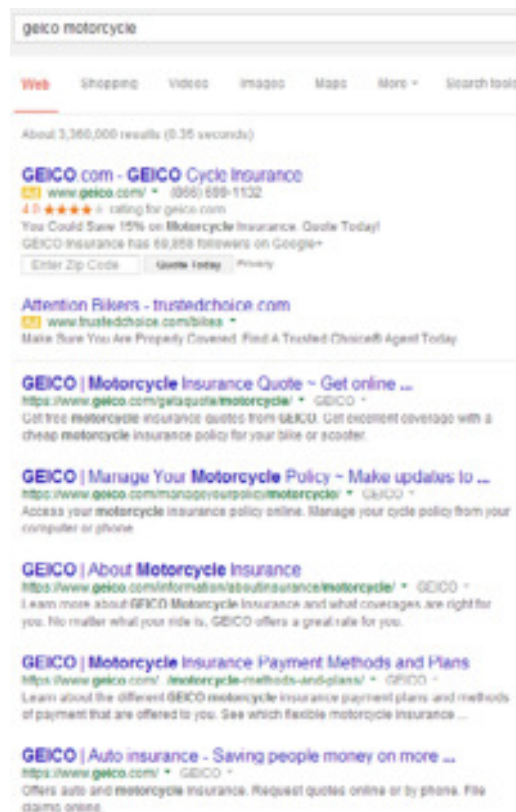 geico motorcycle
Web Shopping Videos Images Maps More Search tools
About 3,360,000 results (0.35 seconds)
GEICO.com - GEICO Cycle Insurance
Ad www.geico.com/ (866) 689-1132
4.0 ★★★★ rating for geico.com
You Could Save 15% on Motorcycle Insurance. Quote Today!
GEICO Insurance has 69,858 followers on Google+
Enter Zip Code Quote Today Privacy
Attention Bikers - trustedchoice.com
Ad www.trustedchoice.com/bikes
Make Sure You Are Properly Covered. Find A Trusted Choice® Agent Today.
GEICO | Motorcycle Insurance Quote ~ Get online ...
https://www.geico.com/getaquote/motorcycle/ GEICO
Get free motorcycle insurance quotes from GEICO. Get excellent coverage with a
cheap motorcycle insurance policy for your bike or scooter.
GEICO | Manage Your Motorcycle Policy ~ Make updates to ...
https://www.geico.com/manageyourpolicy/motorcycle/ GEICO
Access your motorcycle insurance policy online. Manage your cycle policy from your
computer or phone.
GEICO | About Motorcycle Insurance
https://www.geico.com/information/aboutinsurance/motorcycle/ GEICO
Learn more about GEICO Motorcycle Insurance and what coverages are right for
you. No matter what your ride is, GEICO offers a great rate for you.
GEICO | Motorcycle Insurance Payment Methods and Plans
https://www.geico.com/.../motorcycle-methods-and-plans/ GEICO
Learn about the different GEICO motorcycle insurance payment plans and methods
of payment that are offered to you. See which flexible motorcycle insurance ...
GEICO | Auto insurance - Saving people money on more ...
https://www.geico.com/ GEICO
Offers auto and motorcycle insurance. Request quotes online or by phone. File
claims online.